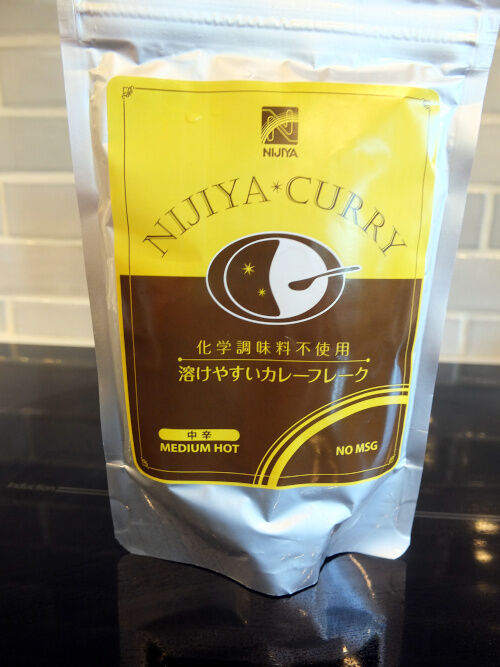 NIJIYA
NIJIYA*CURRY
化学調味料不使用
溶けやすいカレーフレーク
中辛
MEDIUM HOT
NO MSG
induction